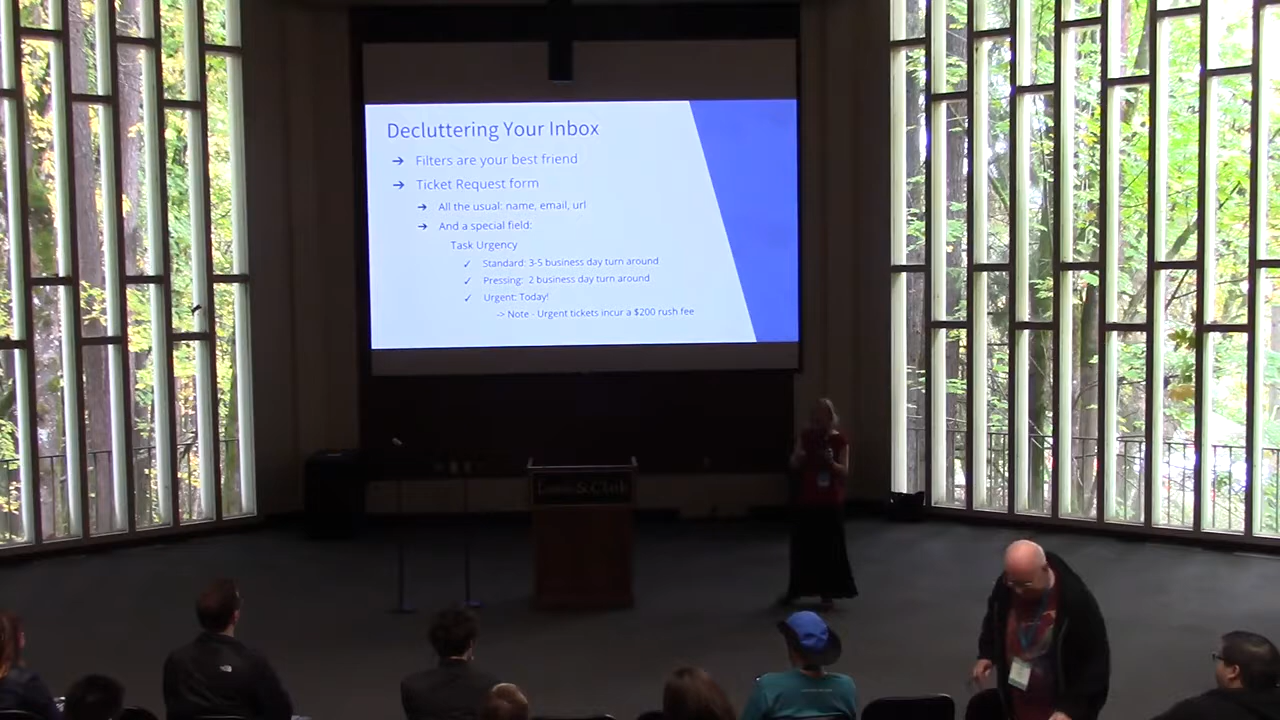 Decluttering Your Inbox
→ Filters are your best friend
→ Ticket Request form
→ All the usual: name, email, url
→ And a special field:
Task Urgency
✓ Standard: 3-5 business day turn around
✓ Pressing: 2 business day turn around
✓ Urgent: Today!
-> Note - Urgent tickets incur a $200 rush fee
Lewis & Clark